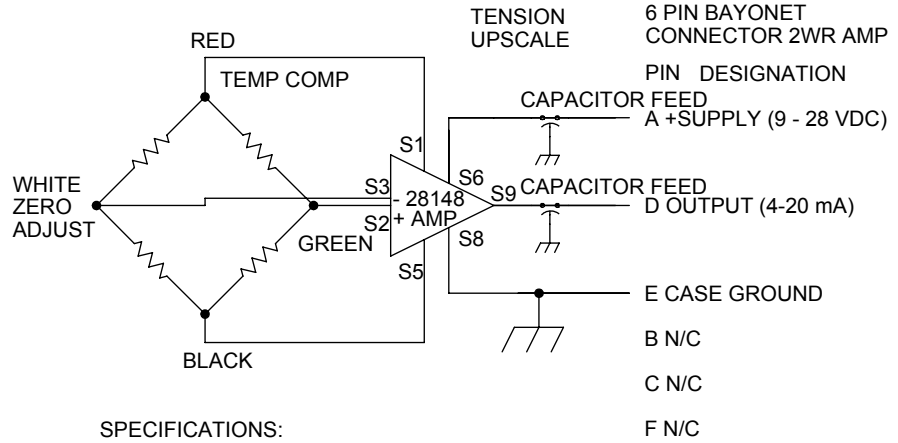 TENSION
UPSCALE
6 PIN BAYONET
CONNECTOR 2WR AMP
PIN DESIGNATION
RED
TEMP COMP
CAPACITOR FEED
A +SUPPLY (9 - 28 VDC)
S1
S6
WHITE
ZERO
ADJUST
S3
- 28148
+ AMP
S9
CAPACITOR FEED
D OUTPUT (4-20 mA)
S2
GREEN
S8
S5
E CASE GROUND
BLACK
B N/C
C N/C
SPECIFICATIONS:
F N/C